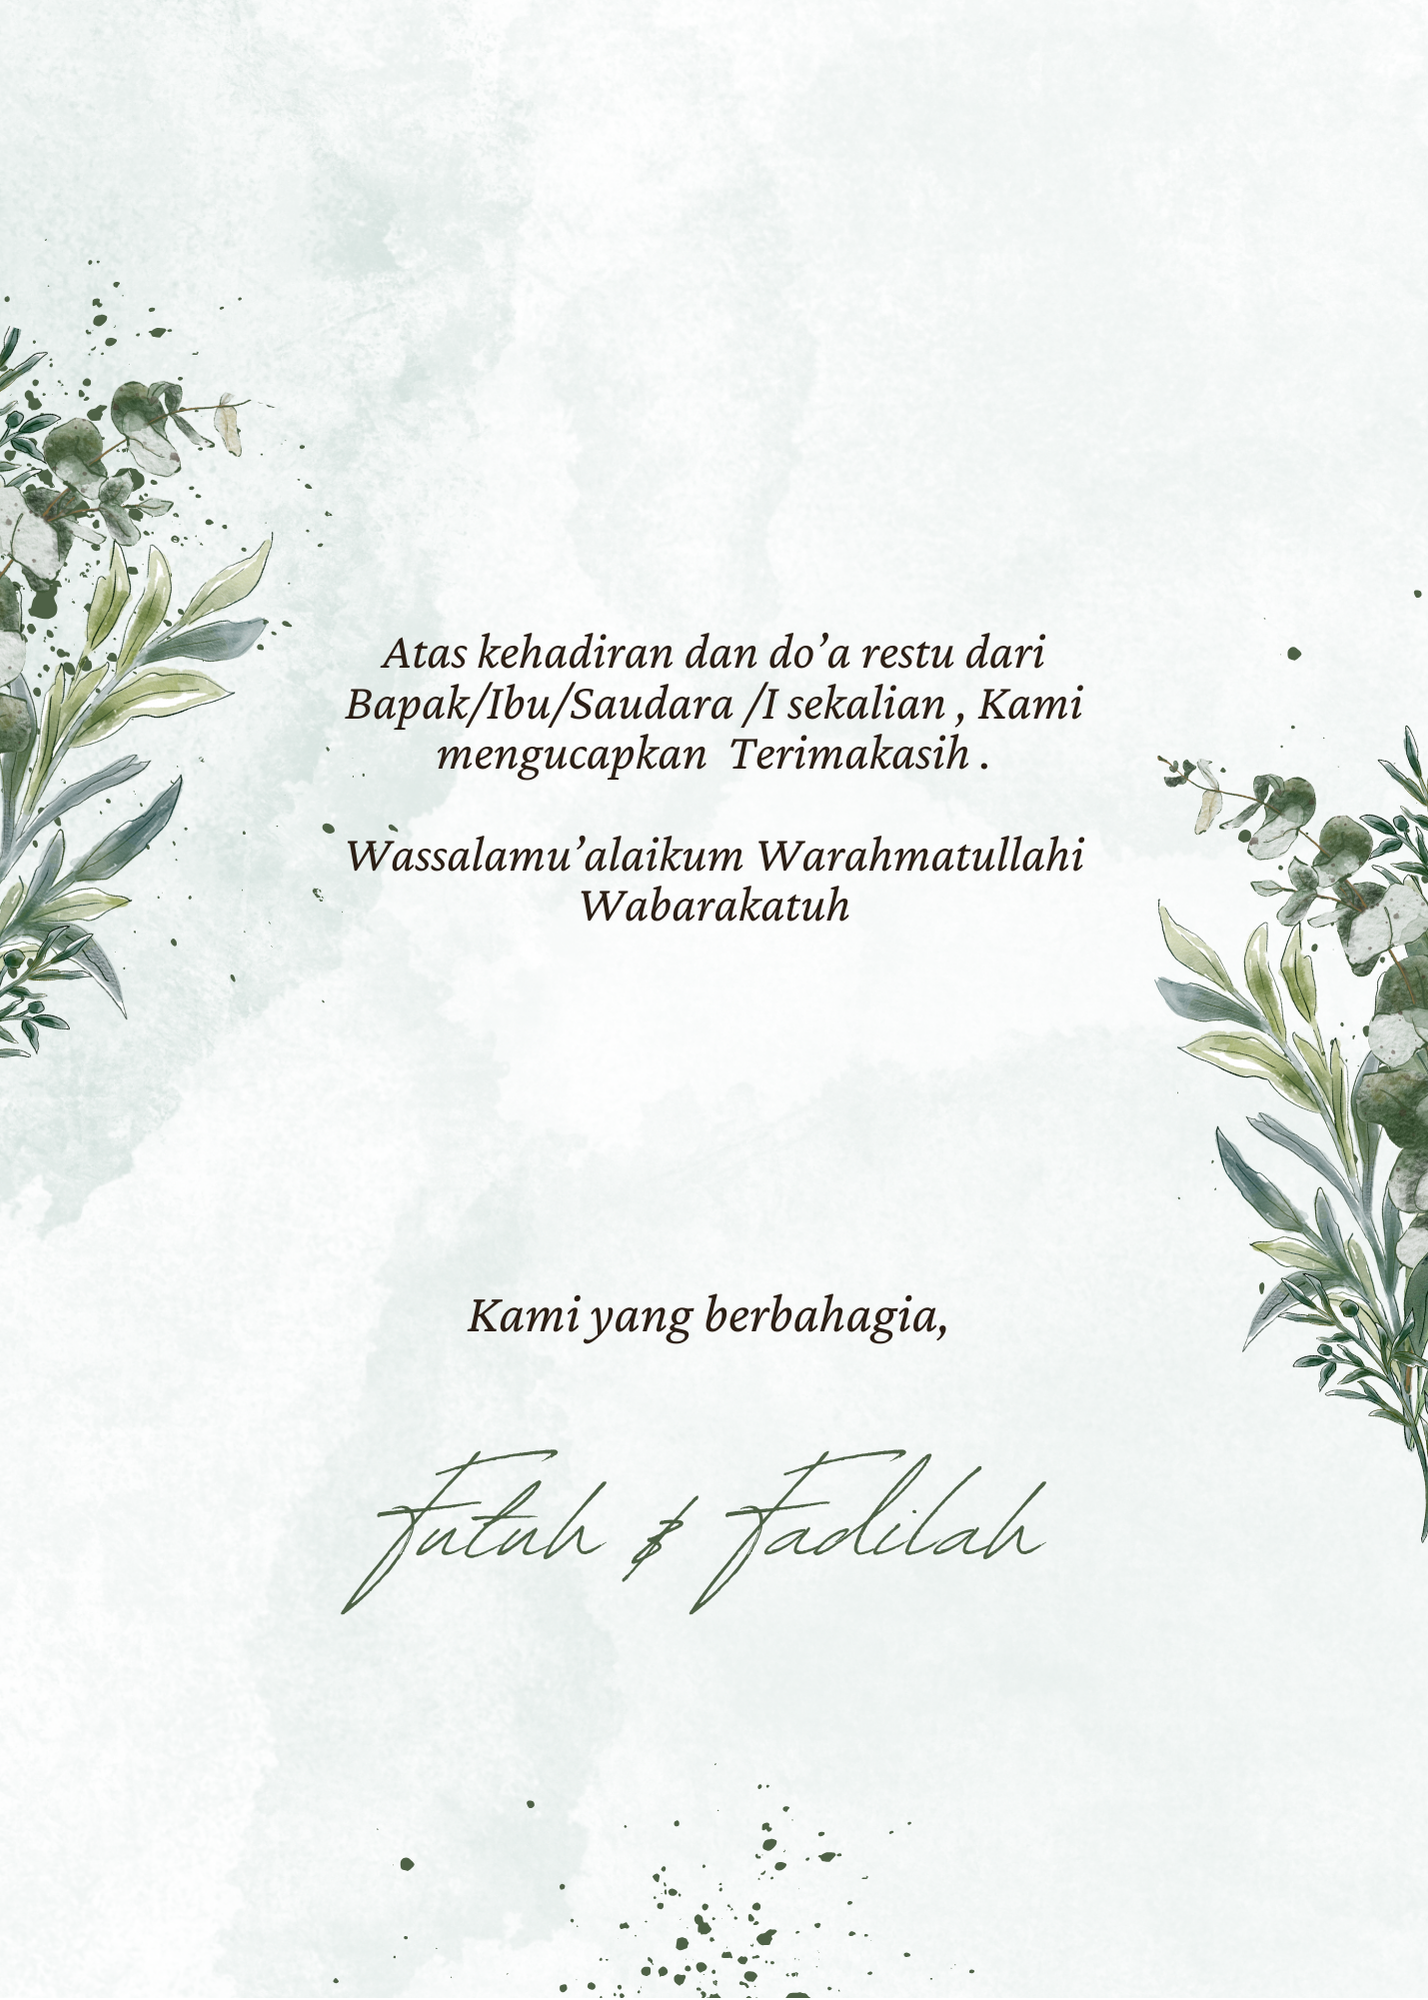 Atas kehadiran dan do’a restu dari
Bapak/Ibu/Saudara /I sekalian , Kami
mengucapkan  Terimakasih .
Wassalamu’alaikum Warahmatullahi
Wabarakatuh
Kami yang berbahagia,
Futuh & Fadilah